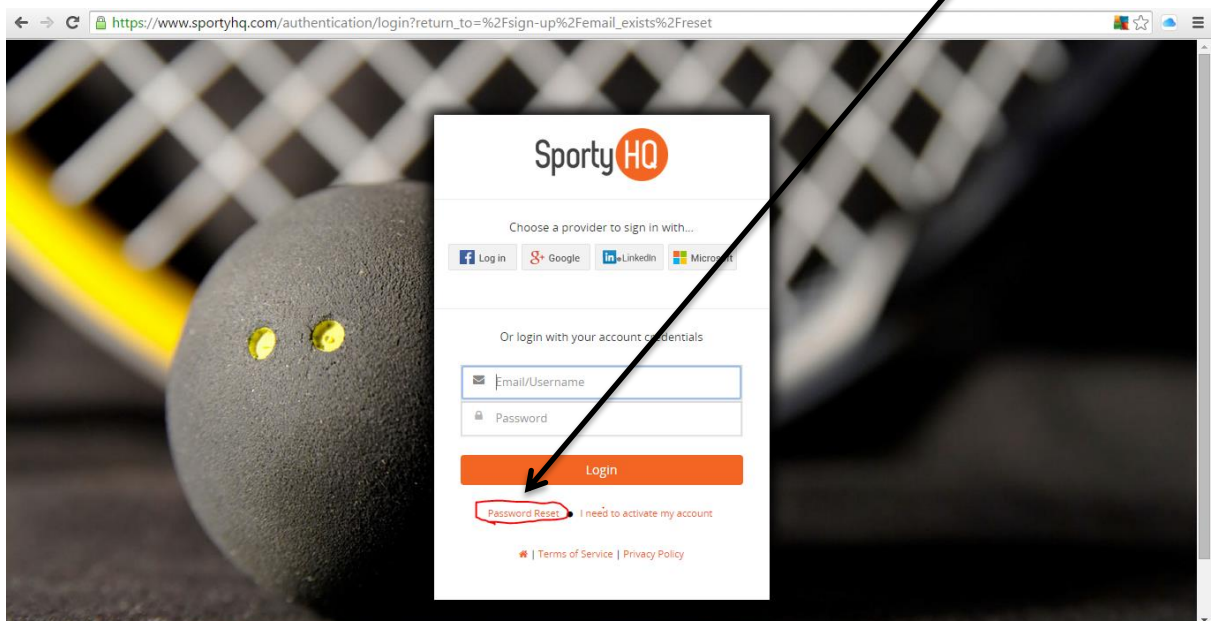 https://www.sportyhq.com/authentication/login?return_to=%2Fsign-up%2Femail_exists%2Freset
Sporty HQ
Choose a provider to sign in with...
Log in Google LinkedIn Microsoft
Or login with your account credentials
Email/Username
Password
Login
Password Reset • I need to activate my account
| Terms of Service | Privacy Policy